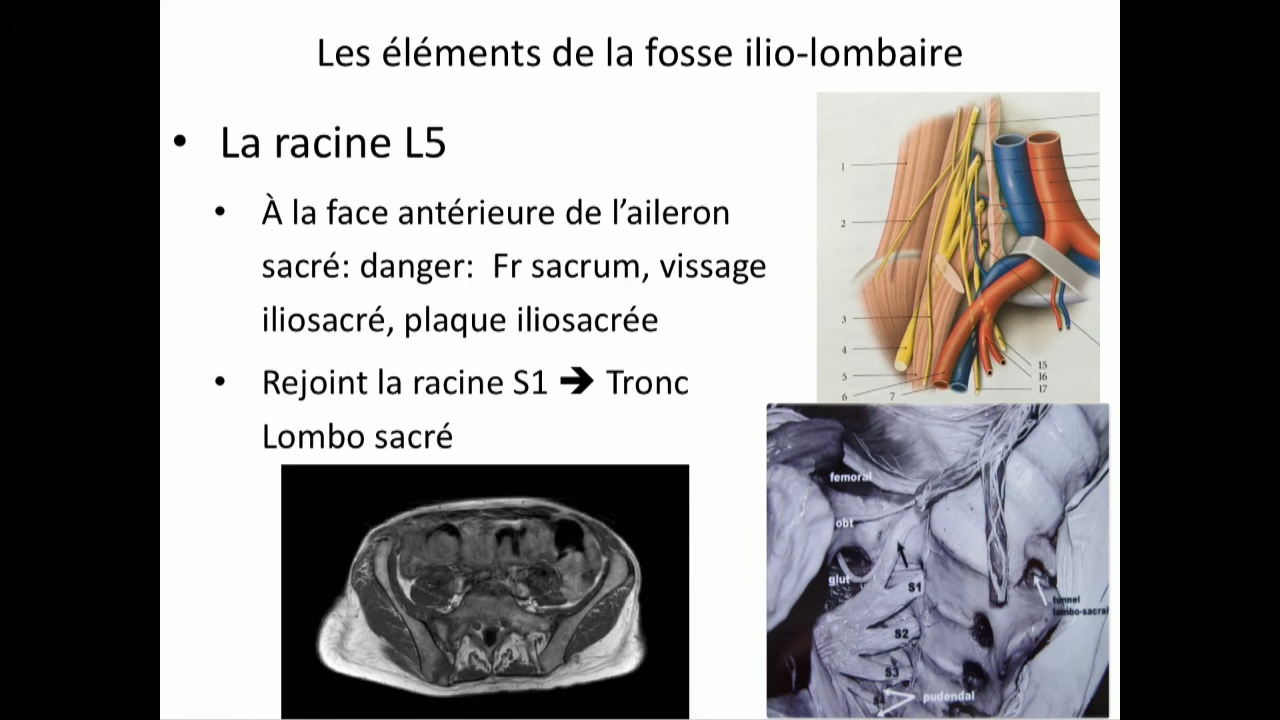 Les éléments de la fosse ilio-lombaire
• La racine L5
• À la face antérieure de l’aileron
sacré: danger: Fr sacrum, vissage
iliosacré, plaque iliosacrée
• Rejoint la racine S1 ➔ Tronc
Lombo sacré
1
2
3
4
5
6
7
15
16
17
femoral
obt
glut
S1
tunnel
lombo-sacral
S2
S3
S4
pudendal